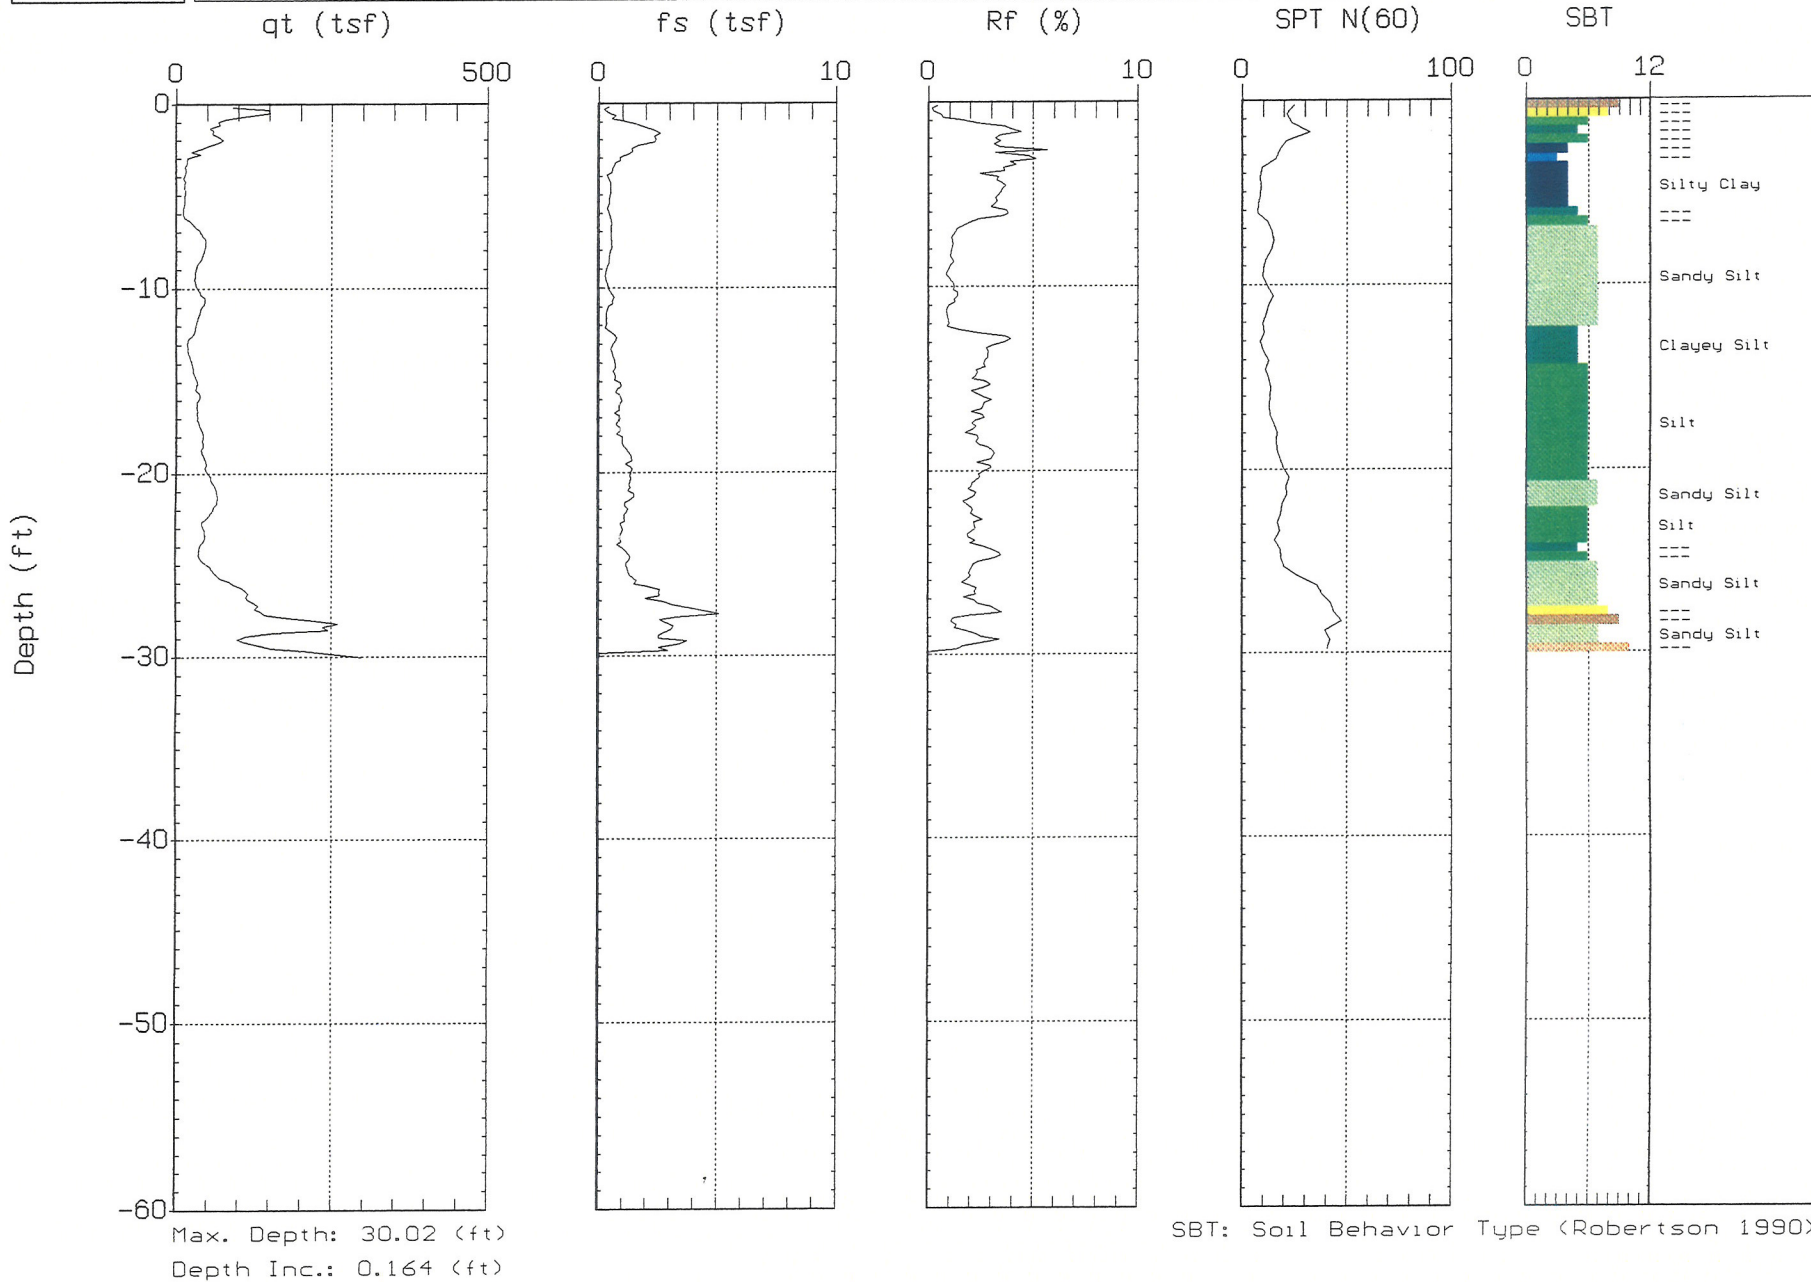 qt (tsf) fs (tsf) Rf (%) SPT N(60) SBT
0 500 0 10 0 10 0 100 0 12
0
Silty Clay
Sandy Silt
-10
Clayey Silt
Silt
-20
Sandy Silt
Silt
Sandy Silt
Sandy Silt
-30
-40
-50
-60
Depth (ft)
Max. Depth: 30.02 (ft)
Depth Inc.: 0.164 (ft)
SBT: Soil Behavior Type (Robertson 1990)